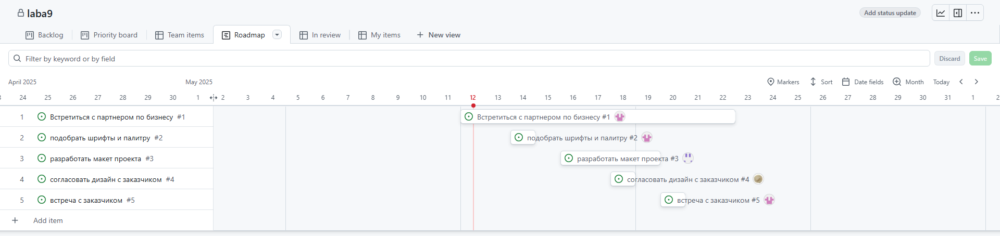 laba9
Add status update
Backlog Priority board Team items Roadmap In review My items + New view
Filter by keyword or by field
Discard Save
April 2025 May 2025 Markers Sort Date fields Month Today
24 25 26 27 28 29 30 1 2 3 4 5 6 7 8 9 10 11 12 13 14 15 16 17 18 19 20 21 22 23 24 25 26 27 28 29 30 31 1 2
1 Встретиться с партнером по бизнесу #1 Встретиться с партнером по бизнесу #1
2 подобрать шрифты и палитру #2 подобрать шрифты и палитру #2
3 разработать макет проекта #3 разработать макет проекта #3
4 согласовать дизайн с заказчиком #4 согласовать дизайн с заказчиком #4
5 встреча с заказчиком #5 встреча с заказчиком #5
+ Add item